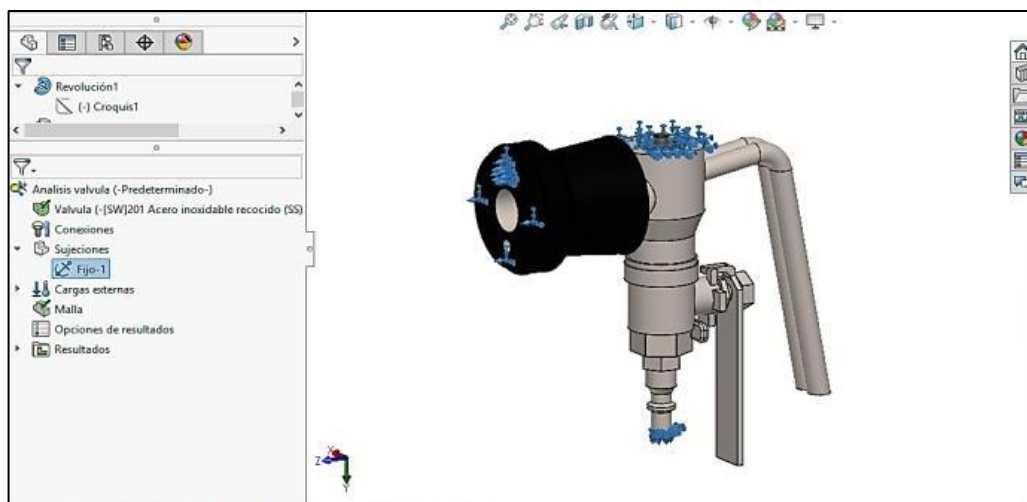 Revolución1
(-) Croquis1
Analisis valvula (-Predeterminado-)
Valvula (-[SW]201 Acero inoxidable recocido (SS)
Conexiones
Sujeciones
Fijo-1
Cargas externas
Malla
Opciones de resultados
Resultados
X
Z
Y